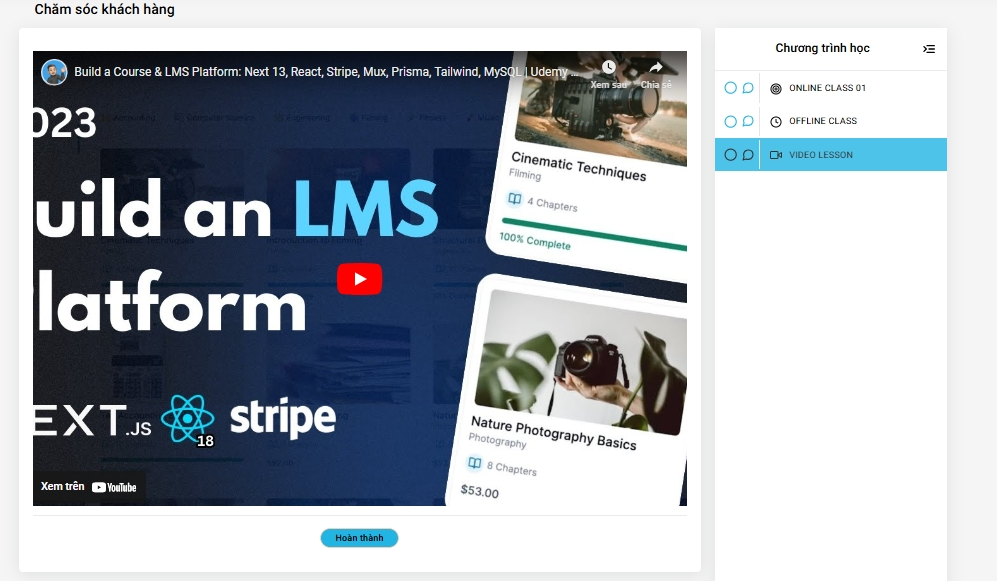 Chăm sóc khách hàng
Build a Course & LMS Platform: Next 13, React, Stripe, Mux, Prisma, Tailwind, MySQL | Udemy ...
Xem sau
Chia sẻ
023
uild an LMS
latform
EXT.JS
18
stripe
Cinematic Techniques
Filming
4 Chapters
100% Complete
Nature Photography Basics
Photography
8 Chapters
$53.00
Xem trên YouTube
Hoàn thành
Chương trình học
ONLINE CLASS 01
OFFLINE CLASS
VIDEO LESSON